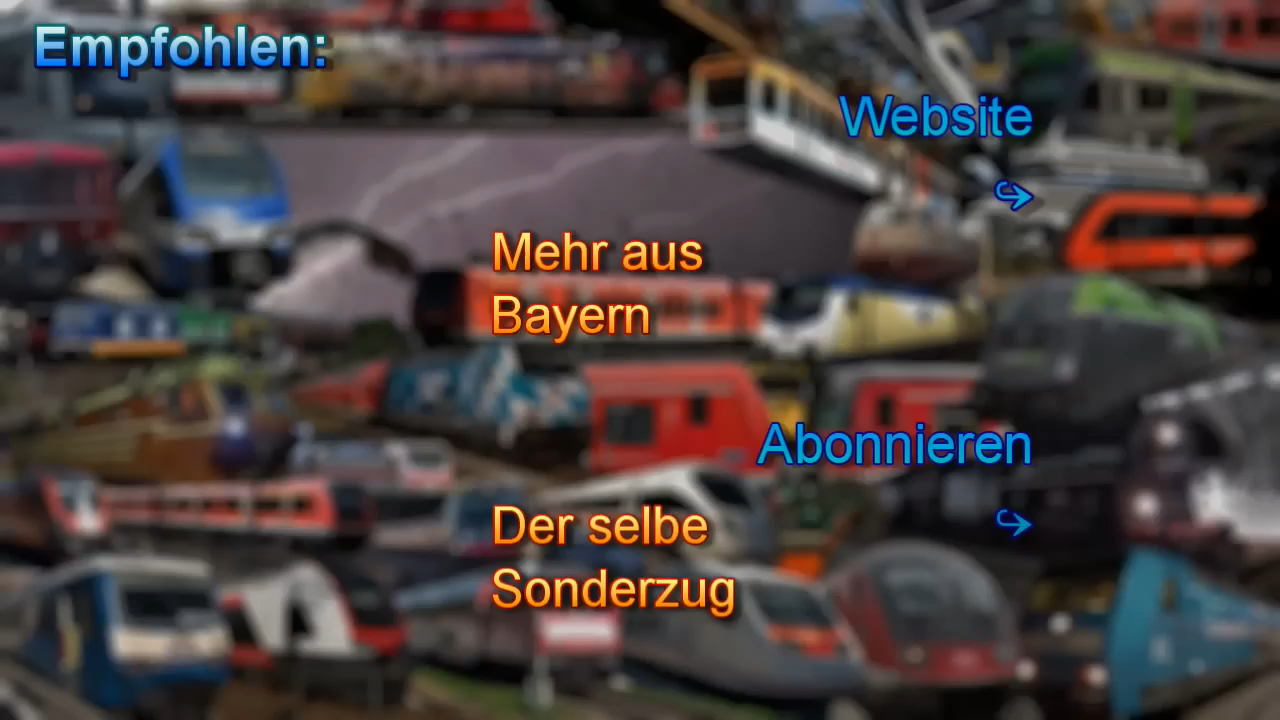 Empfohlen:
Website
Mehr aus
Bayern
Abonnieren
Der selbe
Sonderzug